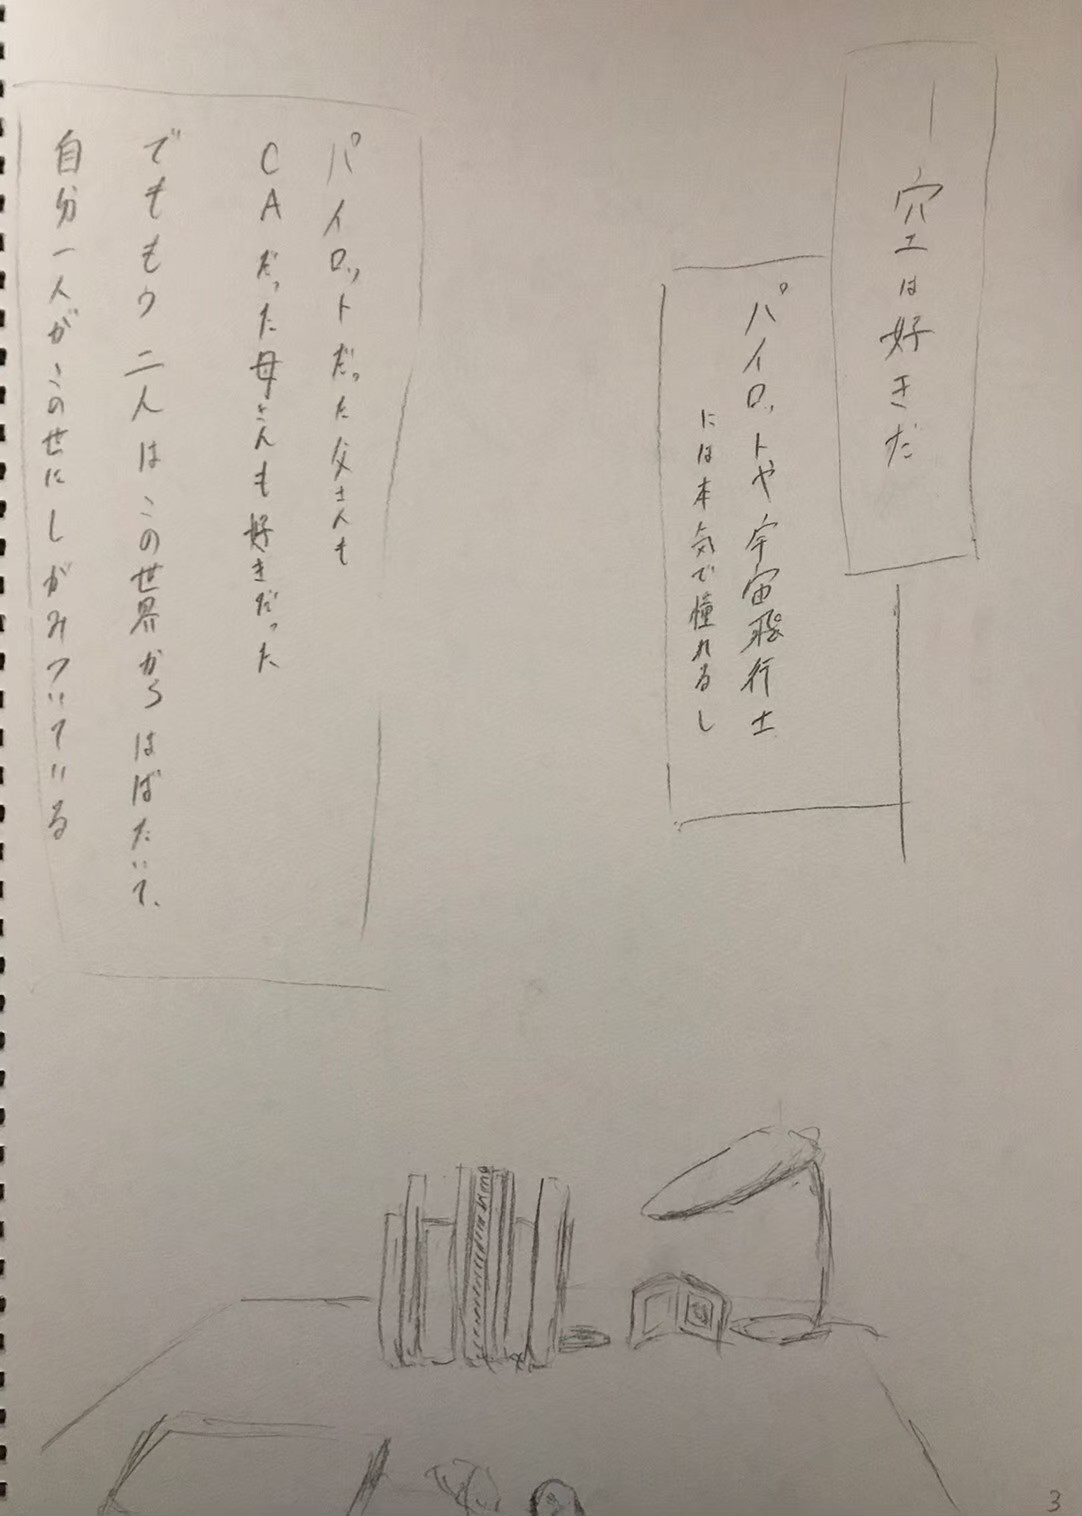 ―空は好きだ
パイロットや宇宙飛行士
には本気で憧れるし
パイロットだった父さんも
CAだった母さんも好きだった
でももう二人はこの世界からはばたいて、
自分一人がこの世にしがみついている
3